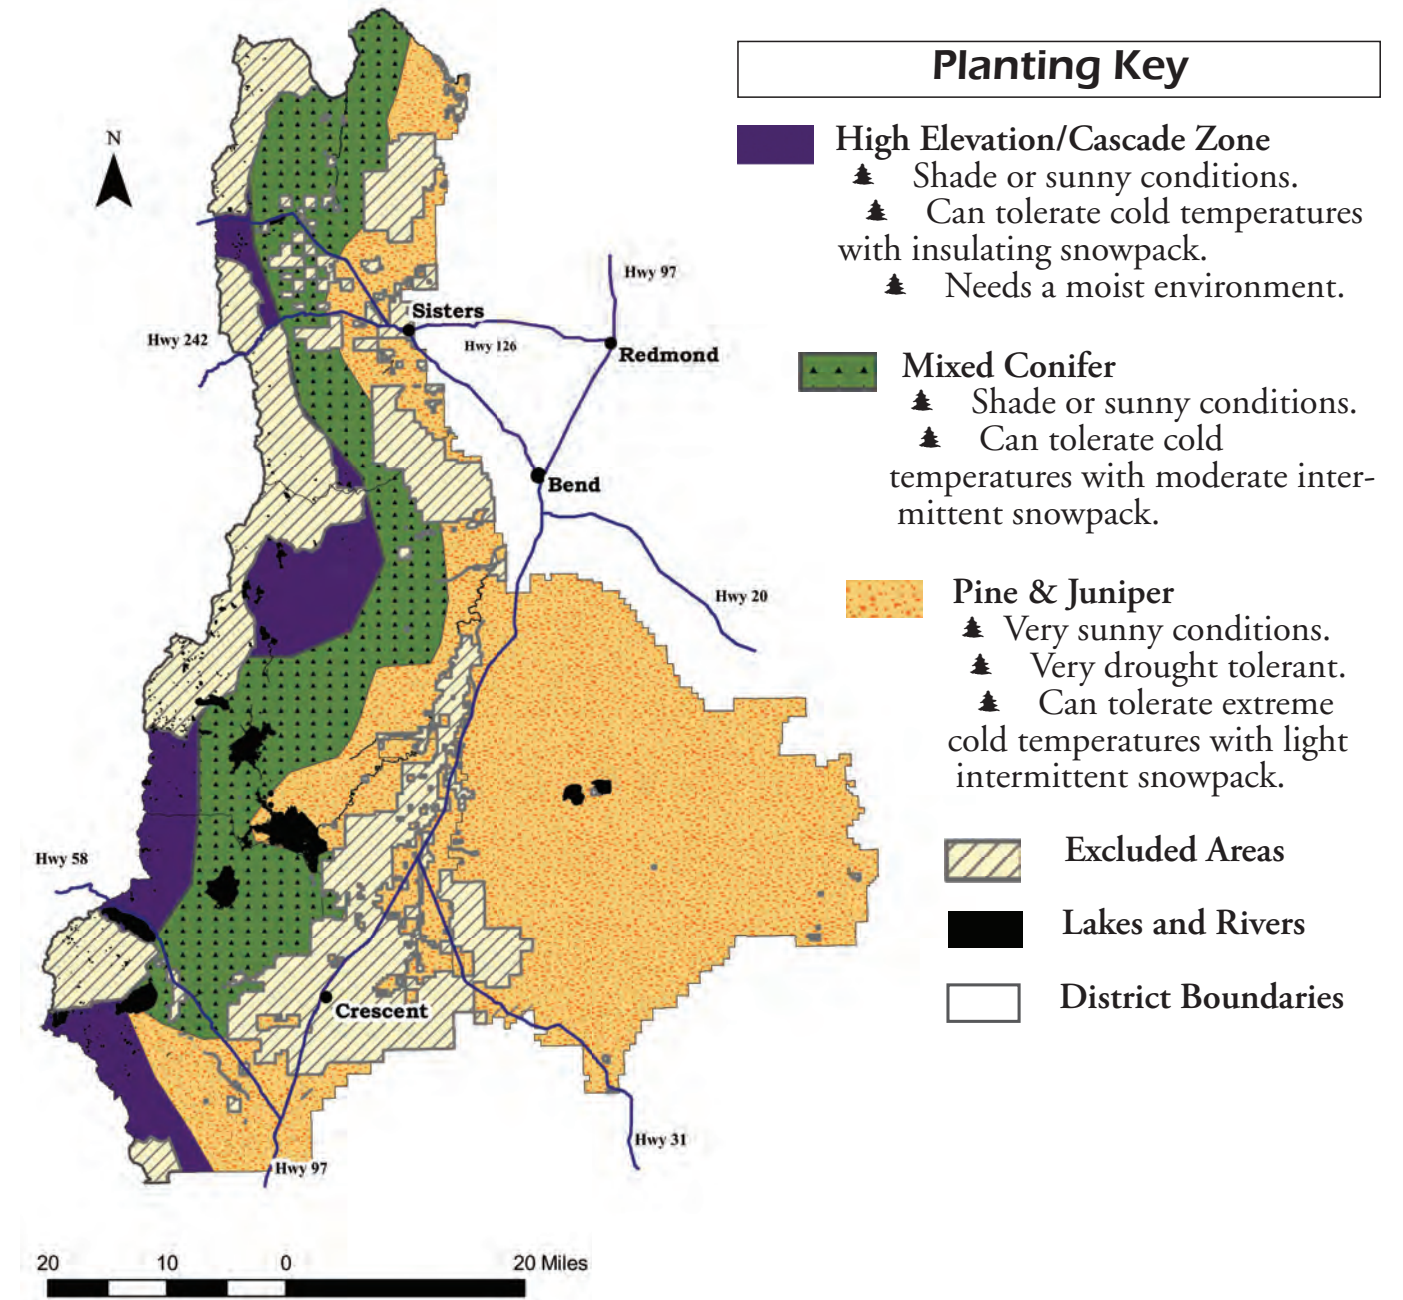 Planting Key
N
High Elevation/Cascade Zone
Shade or sunny conditions.
Can tolerate cold temperatures
with insulating snowpack.
Needs a moist environment.
Hwy 97
Sisters
Hwy 242
Hwy 126
Redmond
Mixed Conifer
Shade or sunny conditions.
Can tolerate cold
temperatures with moderate inter-
mittent snowpack.
Bend
Hwy 20
Pine & Juniper
Very sunny conditions.
Very drought tolerant.
Can tolerate extreme
cold temperatures with light
intermittent snowpack.
Hwy 58
Excluded Areas
Lakes and Rivers
District Boundaries
Crescent
Hwy 31
Hwy 97
20 10 0 20 Miles